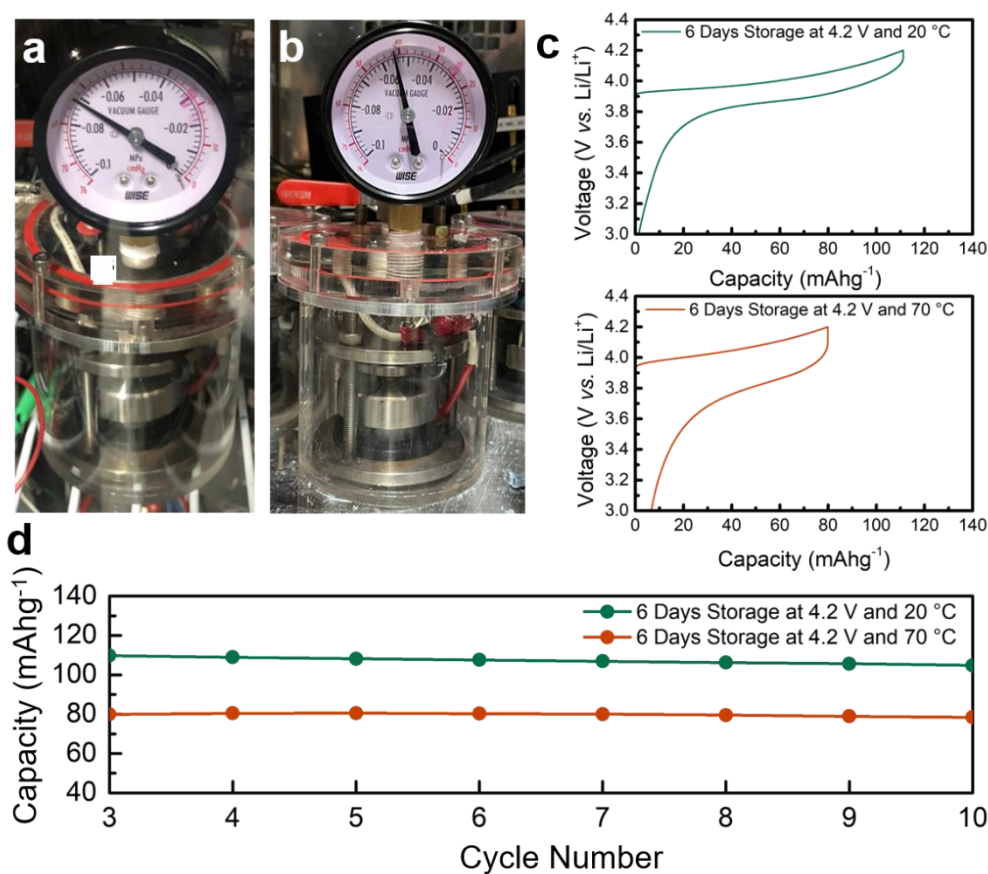 a
-0.06 -0.04
VACUUM GAUGE
-0.08 -0.02
-0.1 MPa 0
cmHg
76 0
WISE
b
-0.06 -0.04
VACUUM GAUGE
-0.08 -0.02
-0.1 0
cmHg
WISE
c
4.4
4.2
4.0
3.8
3.6
3.4
3.2
3.0
6 Days Storage at 4.2 V and 20 °C
Voltage (V vs. Li/Li⁺)
0 20 40 60 80 100 120 140
Capacity (mAhg⁻¹)
4.4
4.2
4.0
3.8
3.6
3.4
3.2
3.0
6 Days Storage at 4.2 V and 70 °C
Voltage (V vs. Li/Li⁺)
0 20 40 60 80 100 120 140
Capacity (mAhg⁻¹)
d
140
120
100
80
60
40
6 Days Storage at 4.2 V and 20 °C
6 Days Storage at 4.2 V and 70 °C
Capacity (mAhg⁻¹)
3 4 5 6 7 8 9 10
Cycle Number